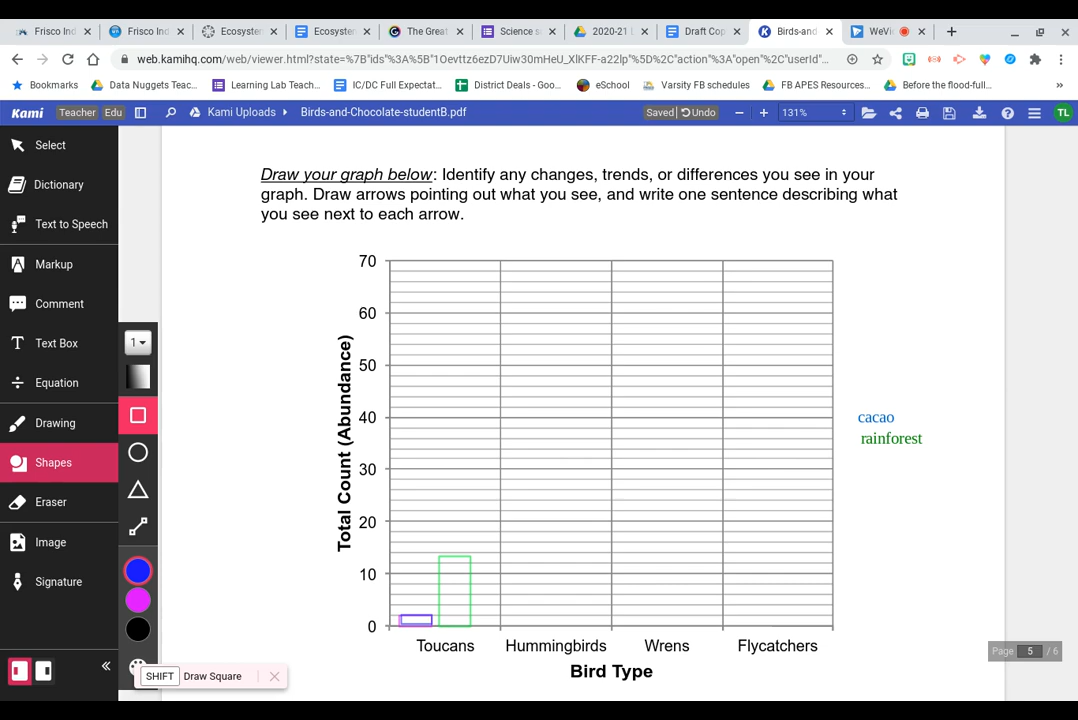 Frisco Ind
Frisco Ind
Ecosystem
Ecosyster
The Great
Science s
2020-21 I
Draft Cop
Birds-and
WeVi
web.kamihq.com/web/viewer.html?state=%7B"ids"%3A%5B"1Oevttz6ezD7Uiw30mHeU_XlKFF-a22lp"%5D%2C"action"%3A"open"%2C"userId"...
Bookmarks
Data Nuggets Teac...
Learning Lab Teach...
IC/DC Full Expectat...
District Deals - Goo...
eSchool
Varsity FB schedules
FB APES Resources...
Before the flood-full...
»
Kami
Teacher
Edu
Kami Uploads
Birds-and-Chocolate-studentB.pdf
Saved
Undo
131%
TL
Select
Dictionary
Text to Speech
Markup
Comment
Text Box
Equation
Drawing
Shapes
Eraser
Image
Signature
1
SHIFT Draw Square
Draw your graph below: Identify any changes, trends, or differences you see in your
graph. Draw arrows pointing out what you see, and write one sentence describing what
you see next to each arrow.
Total Count (Abundance)
70
60
50
40
30
20
10
0
cacao
rainforest
Toucans
Hummingbirds
Wrens
Flycatchers
Bird Type
Page 5 / 6